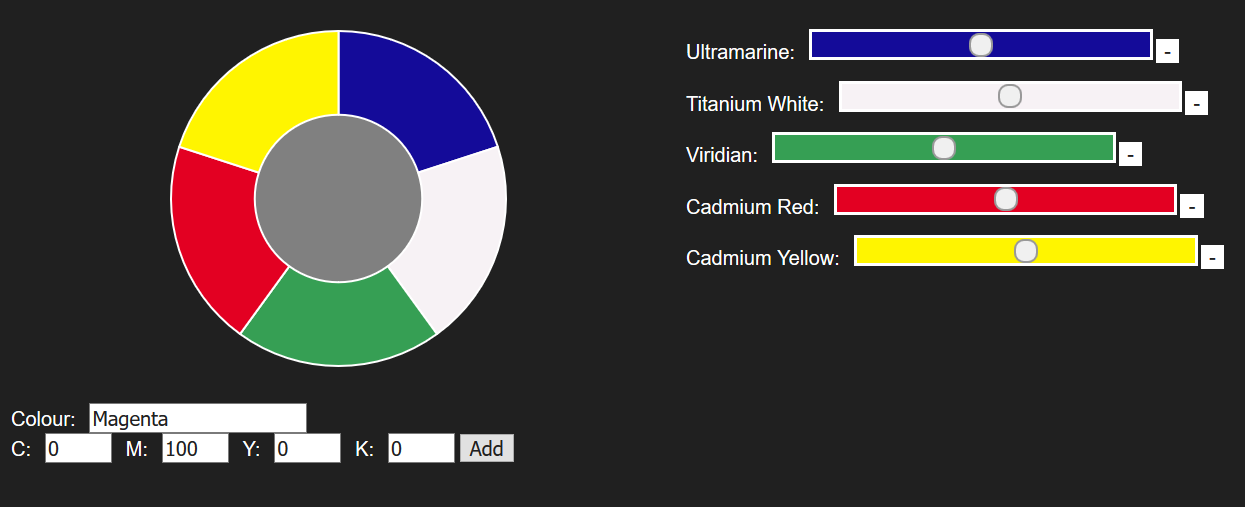 Ultramarine: -
Titanium White: -
Viridian: -
Cadmium Red: -
Cadmium Yellow: -
Colour: Magenta
C: 0 M: 100 Y: 0 K: 0 Add